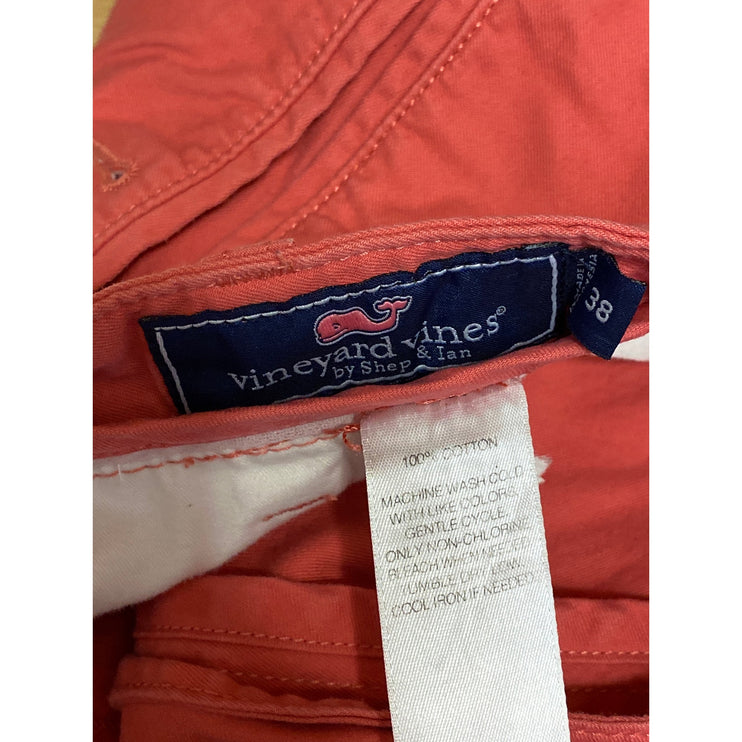 vineyard vines®
by Shep & Ian
38
100% COTTON
MACHINE WASH COLD
WITH LIKE COLORS,
GENTLE CYCLE
ONLY NON-CHLORINE
BLEACH WHEN NEEDED
TUMBLE DRY LOW.
COOL IRON IF NEEDED.